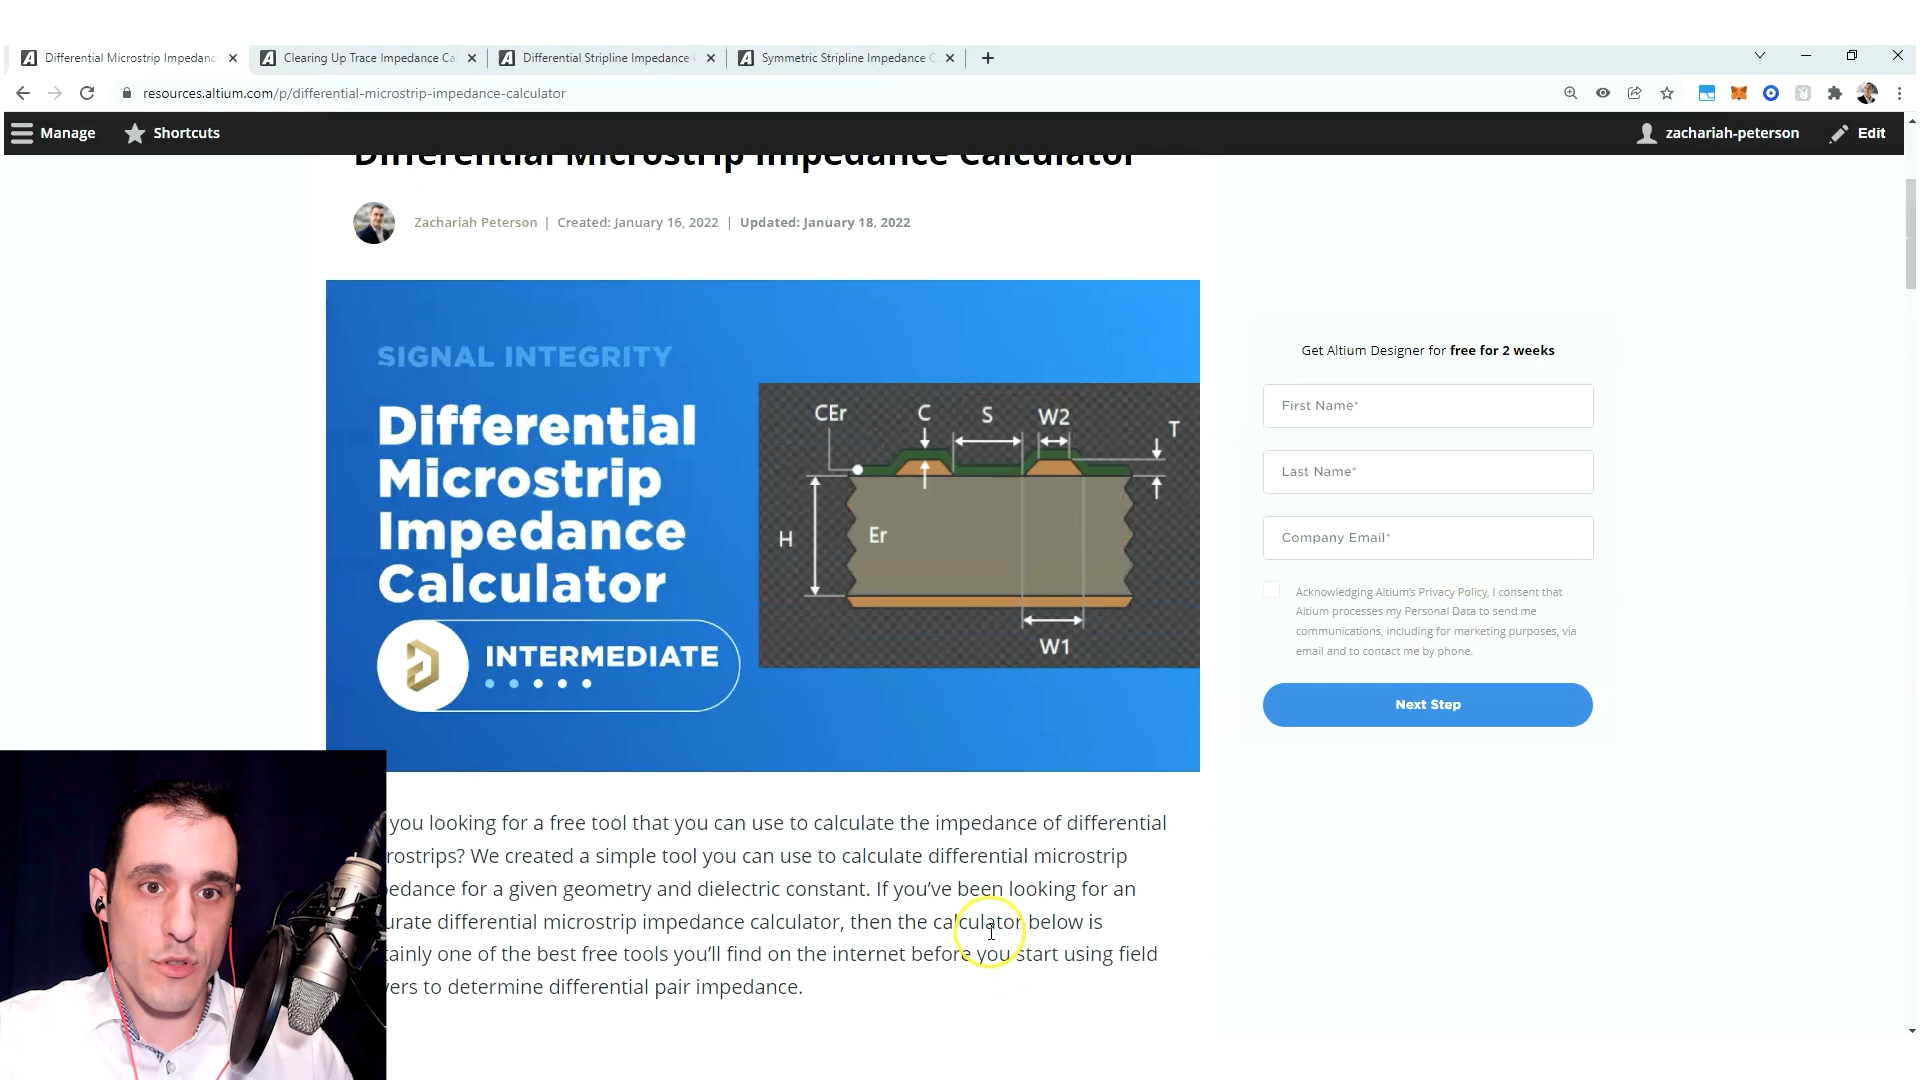 Differential Microstrip Impedanc
Clearing Up Trace Impedance Ca
Differential Stripline Impedance
Symmetric Stripline Impedance C
resources.altium.com/p/differential-microstrip-impedance-calculator
Manage
Shortcuts
zachariah-peterson
Edit
Differential Microstrip Impedance Calculator
Zachariah Peterson | Created: January 16, 2022 | Updated: January 18, 2022
SIGNAL INTEGRITY
Differential
Microstrip
Impedance
Calculator
INTERMEDIATE
CEr
C
S
W2
T
H
Er
W1
Get Altium Designer for free for 2 weeks
First Name*
Last Name*
Company Email*
Acknowledging Altium's Privacy Policy, I consent that
Altium processes my Personal Data to send me
communications, including for marketing purposes, via
email and to contact me by phone.
Next Step
you looking for a free tool that you can use to calculate the impedance of differential
rostrips? We created a simple tool you can use to calculate differential microstrip
pedance for a given geometry and dielectric constant. If you've been looking for an
urate differential microstrip impedance calculator, then the calculator below is
tainly one of the best free tools you'll find on the internet before you start using field
vers to determine differential pair impedance.